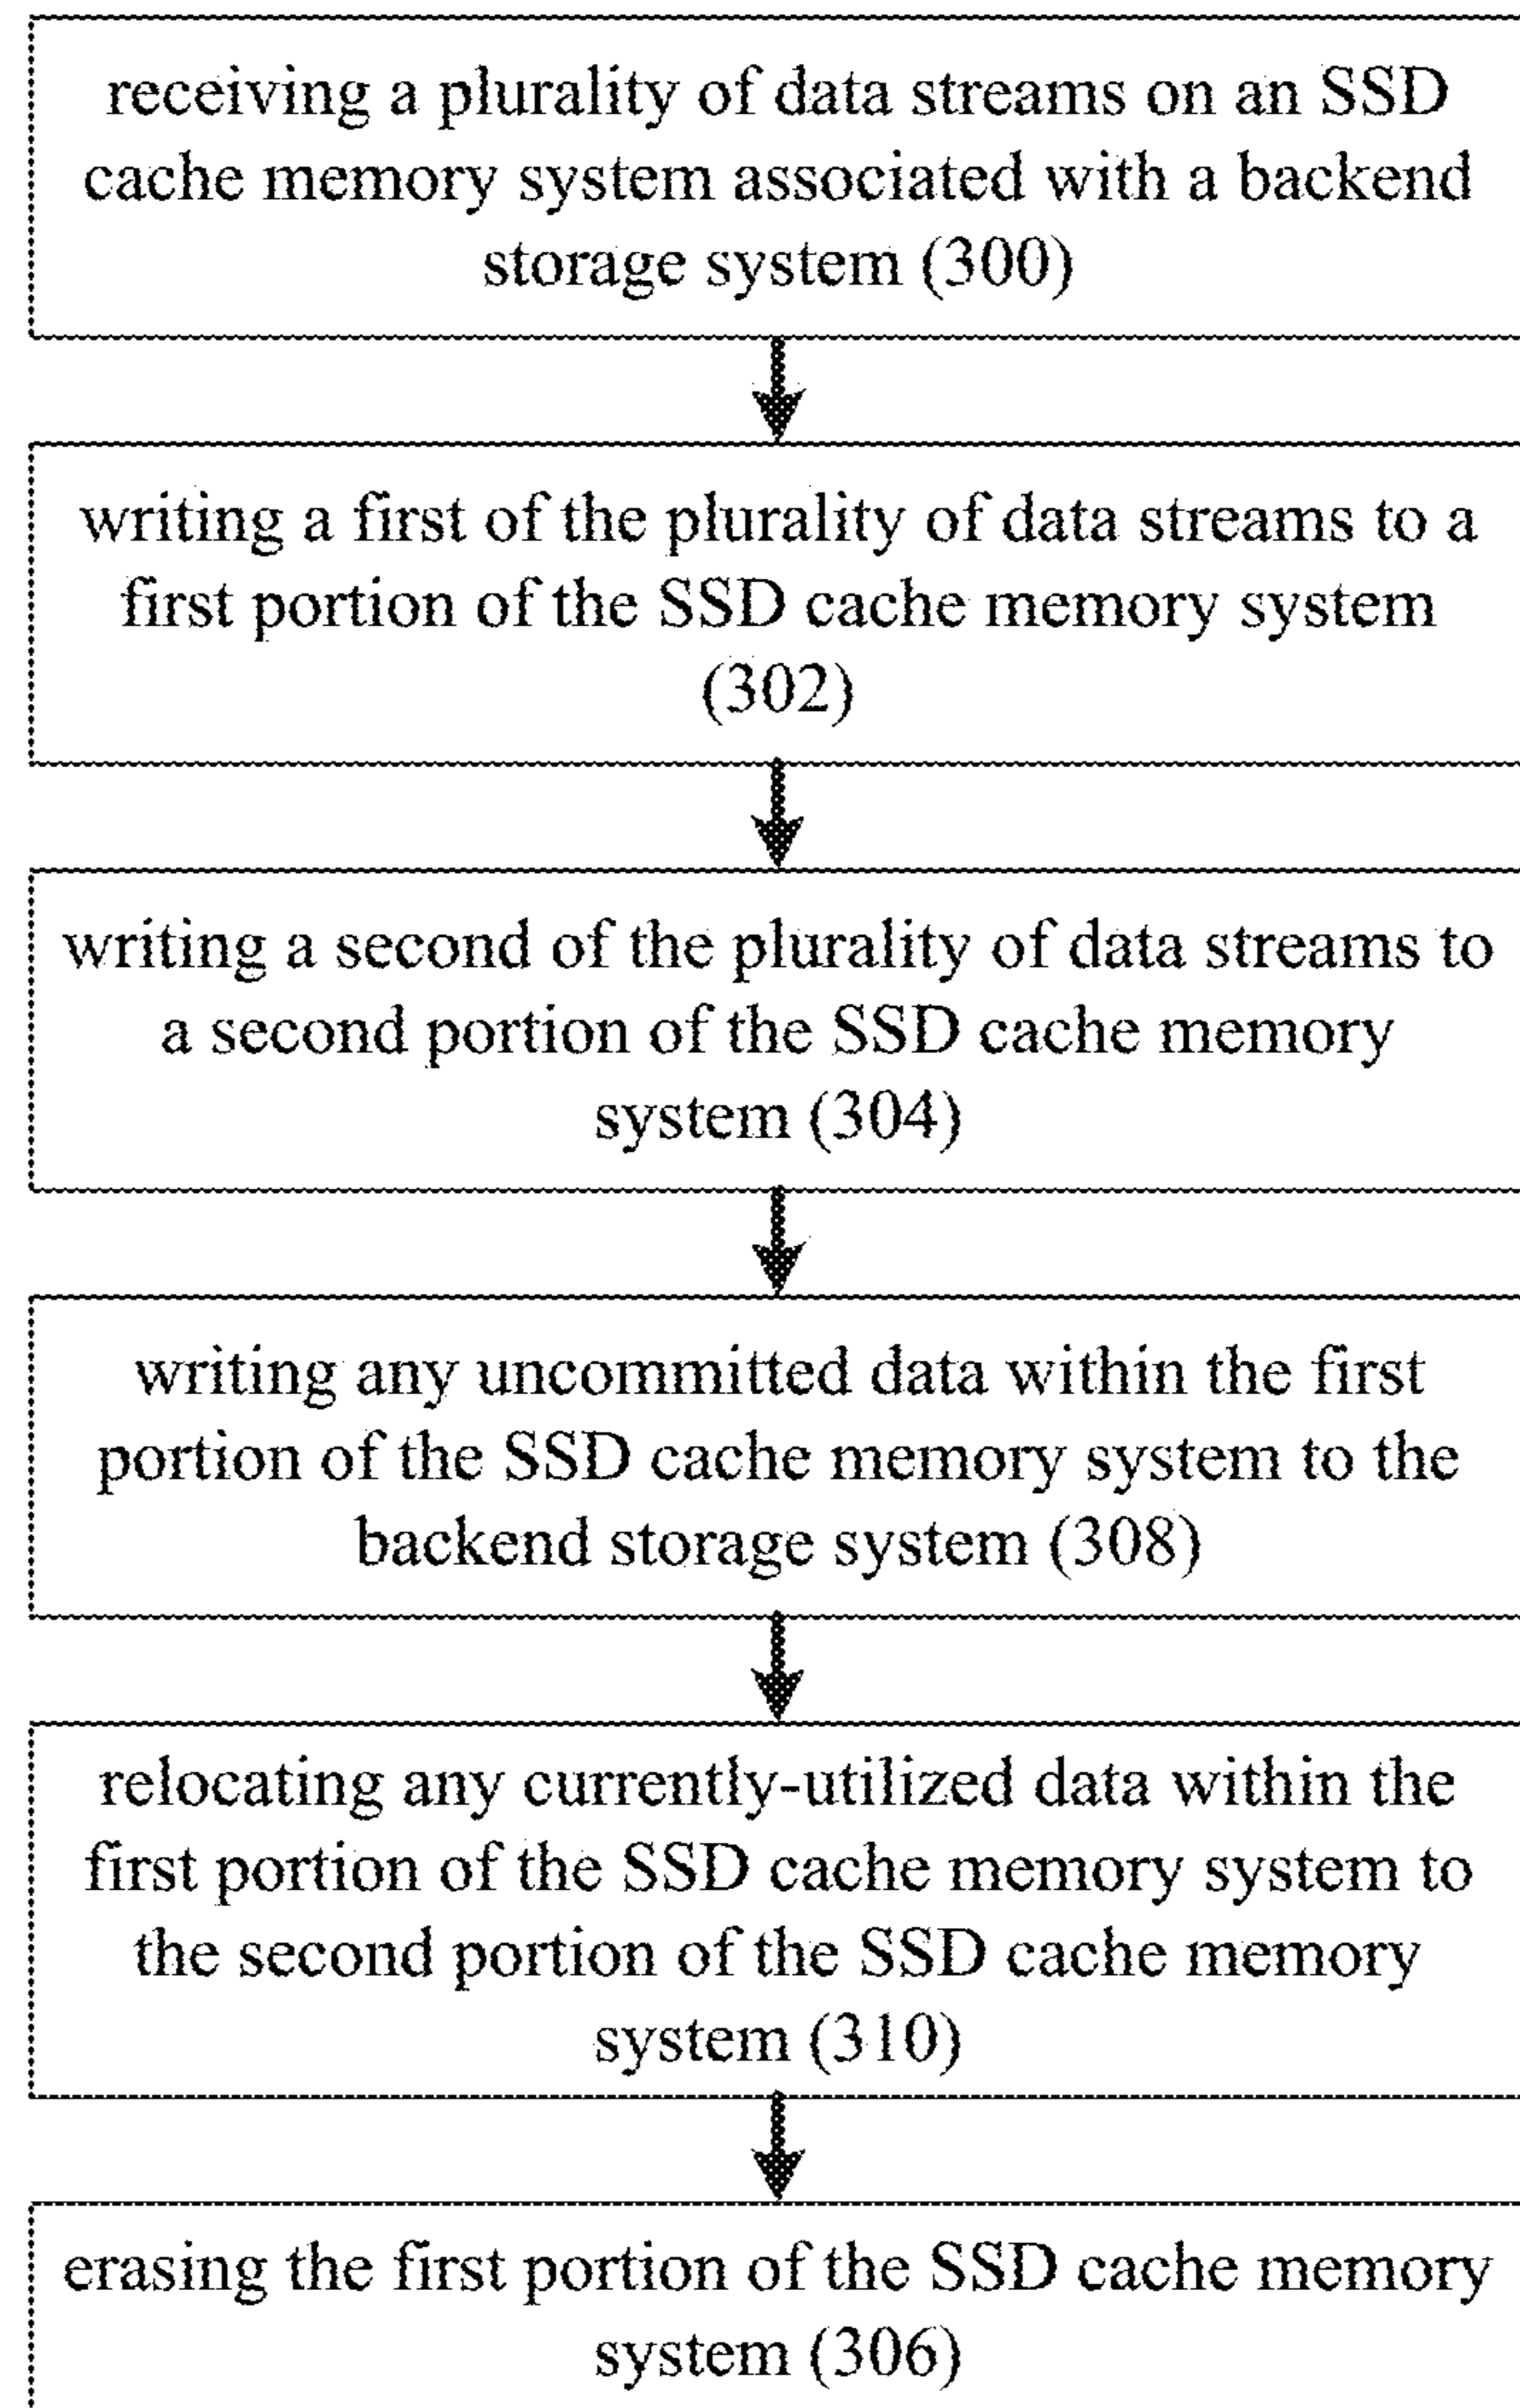 receiving a plurality of data streams on an SSD
cache memory system associated with a backend
storage system (300)
writing a first of the plurality of data streams to a
first portion of the SSD cache memory system
(302)
writing a second of the plurality of data streams to
a second portion of the SSD cache memory
system (304)
writing any uncommitted data within the first
portion of the SSD cache memory system to the
backend storage system (308)
relocating any currently-utilized data within the
first portion of the SSD cache memory system to
the second portion of the SSD cache memory
system (310)
erasing the first portion of the SSD cache memory
system (306)